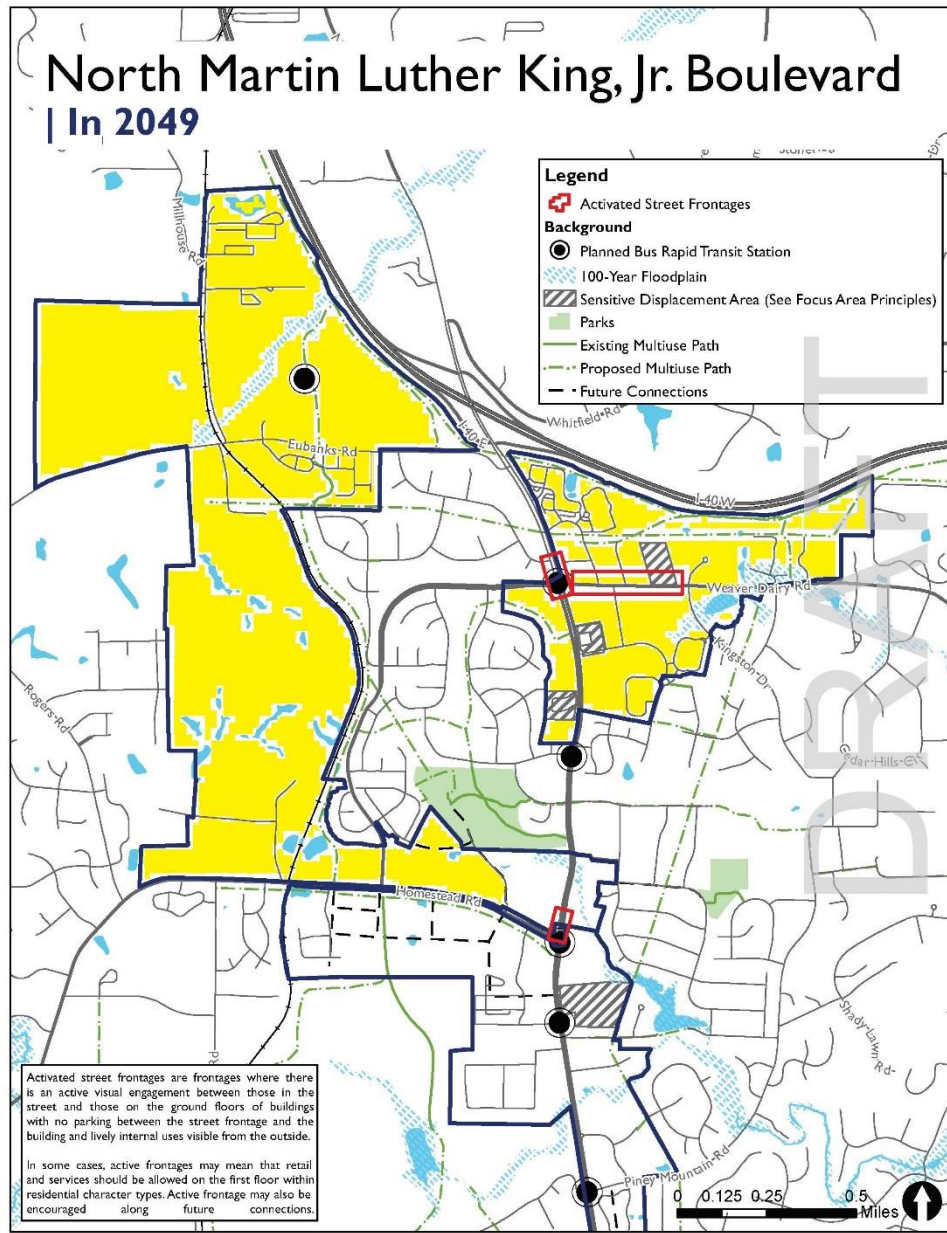 North Martin Luther King, Jr. Boulevard
| In 2049
Legend
Activated Street Frontages
Background
Planned Bus Rapid Transit Station
100-Year Floodplain
Sensitive Displacement Area (See Focus Area Principles)
Parks
Existing Multiuse Path
Proposed Multiuse Path
Future Connections
Millhouse Rd
Whitfield Rd
I-40 E
Eubanks Rd
I-40 W
Weaver Dairy Rd
Kingston Dr
Rogers Rd
Homestead Rd
Shady Lawn Rd
Rd
Piney Mountain Rd
DRAFT
Activated street frontages are frontages where there
is an active visual engagement between those in the
street and those on the ground floors of buildings
with no parking between the street frontage and the
building and lively internal uses visible from the outside.
In some cases, active frontages may mean that retail
and services should be allowed on the first floor within
residential character types. Active frontage may also be
encouraged along future connections.
0 0.125 0.25 0.5
Miles